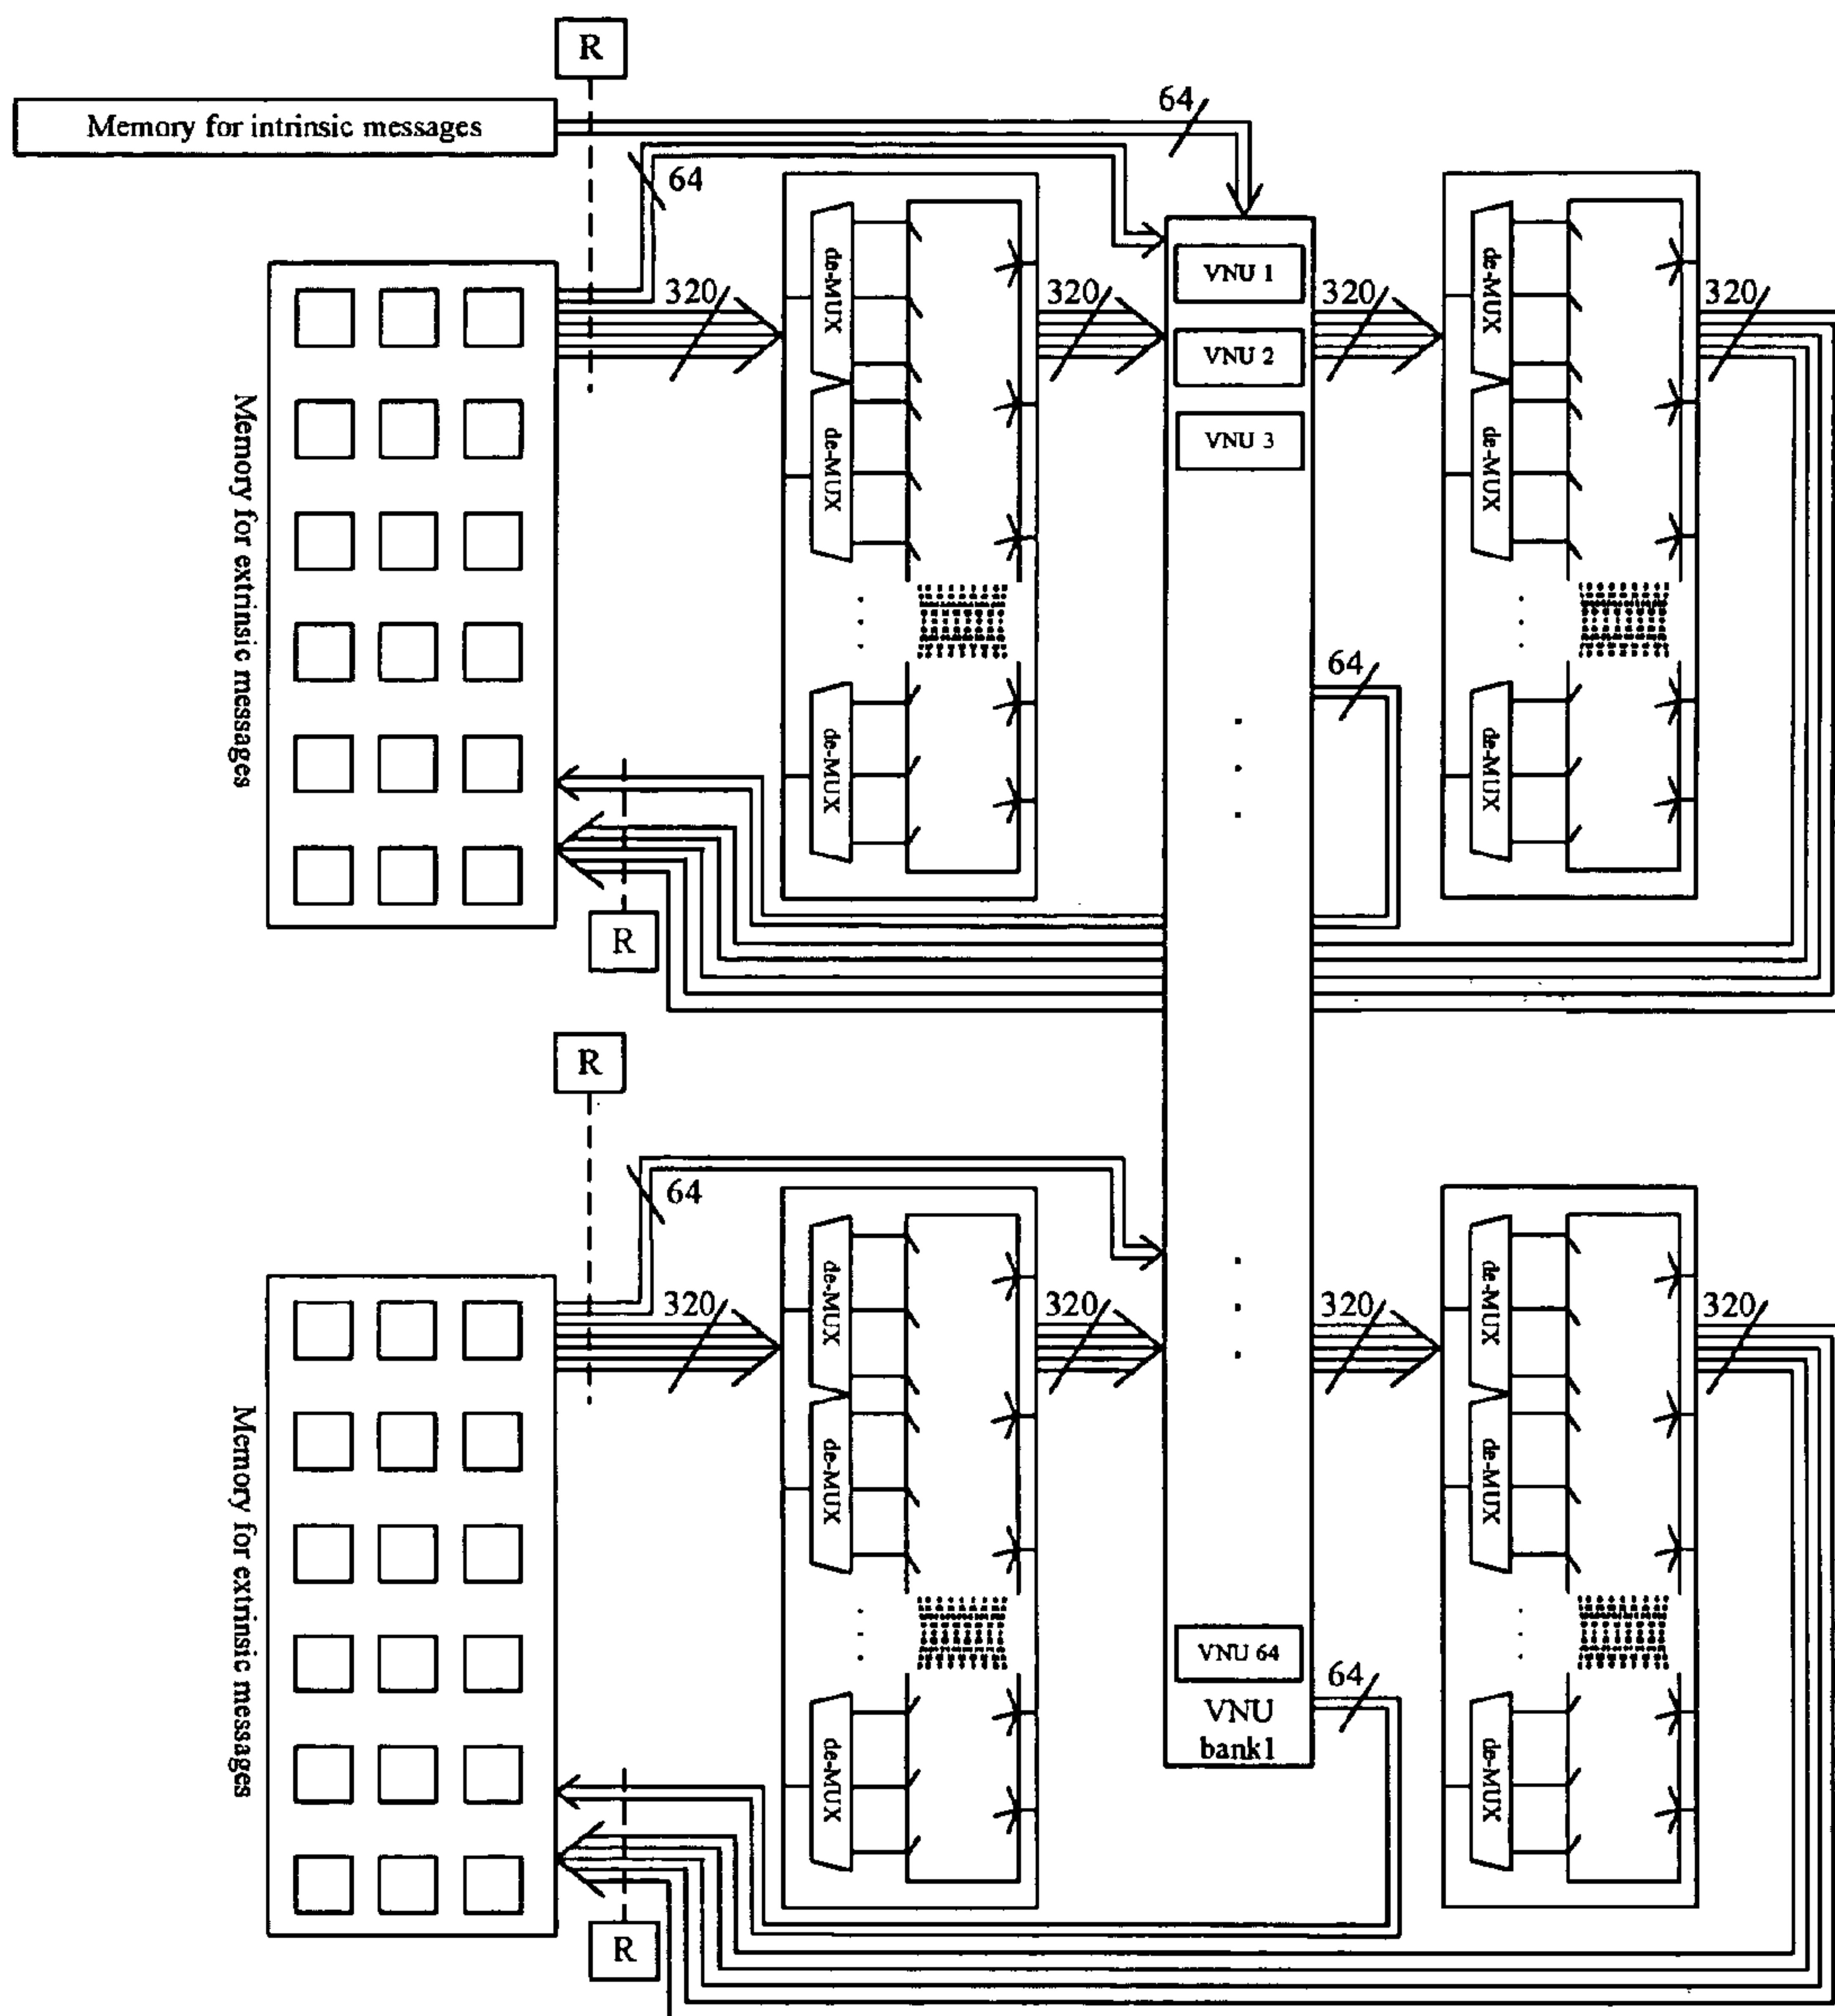 R
Memory for intrinsic messages
64
64
320
320
320
320
de-MUX
de-MUX
de-MUX
VNU 1
VNU 2
VNU 3
de-MUX
de-MUX
de-MUX
Memory for extrinsic messages
64
R
R
64
320
320
320
320
de-MUX
de-MUX
de-MUX
de-MUX
de-MUX
de-MUX
Memory for extrinsic messages
VNU 64
VNU
bank1
64
R